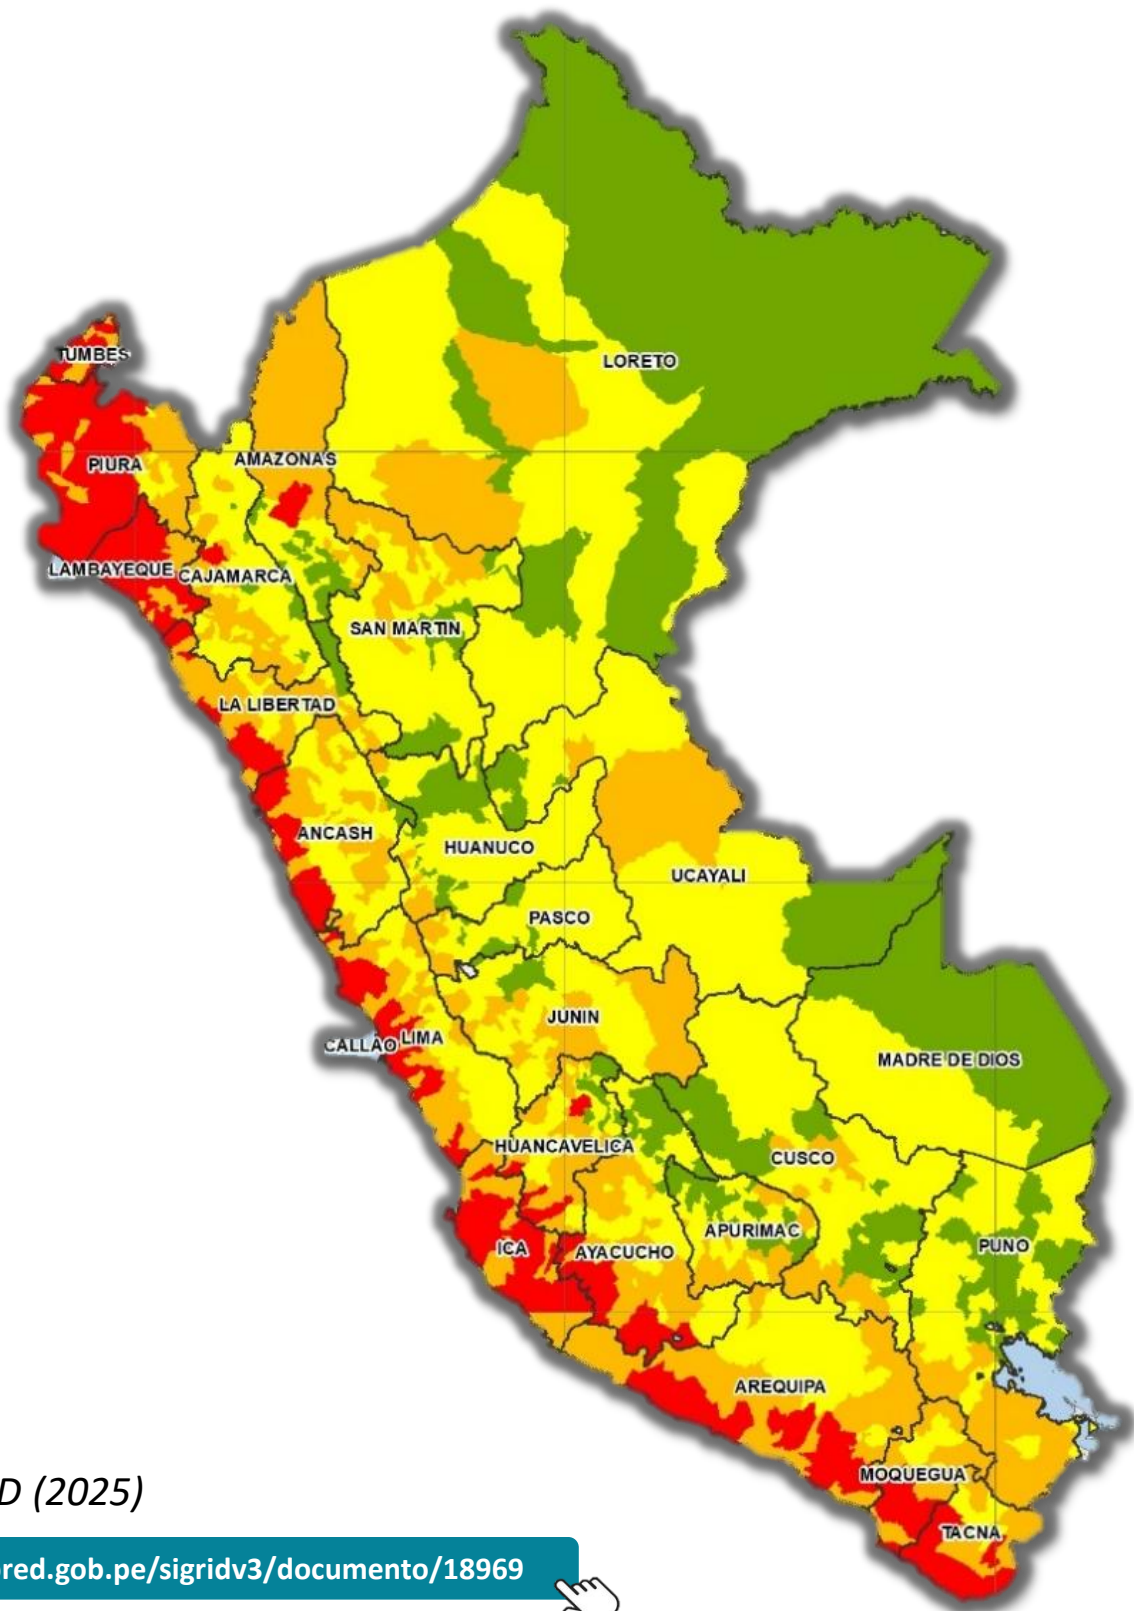 LORETO
TUMBES
PIURA
AMAZONAS
LAMBAYEQUE
CAJAMARCA
SAN MARTIN
LA LIBERTAD
ANCASH
HUANUCO
UCAYALI
PASCO
JUNIN
LIMA
CALLAO
MADRE DE DIOS
HUANCAVELICA
CUSCO
APURIMAC
ICA
AYACUCHO
PUNO
AREQUIPA
MOQUEGUA
TACNA
D (2025)
red.gob.pe/sigridv3/documento/18969